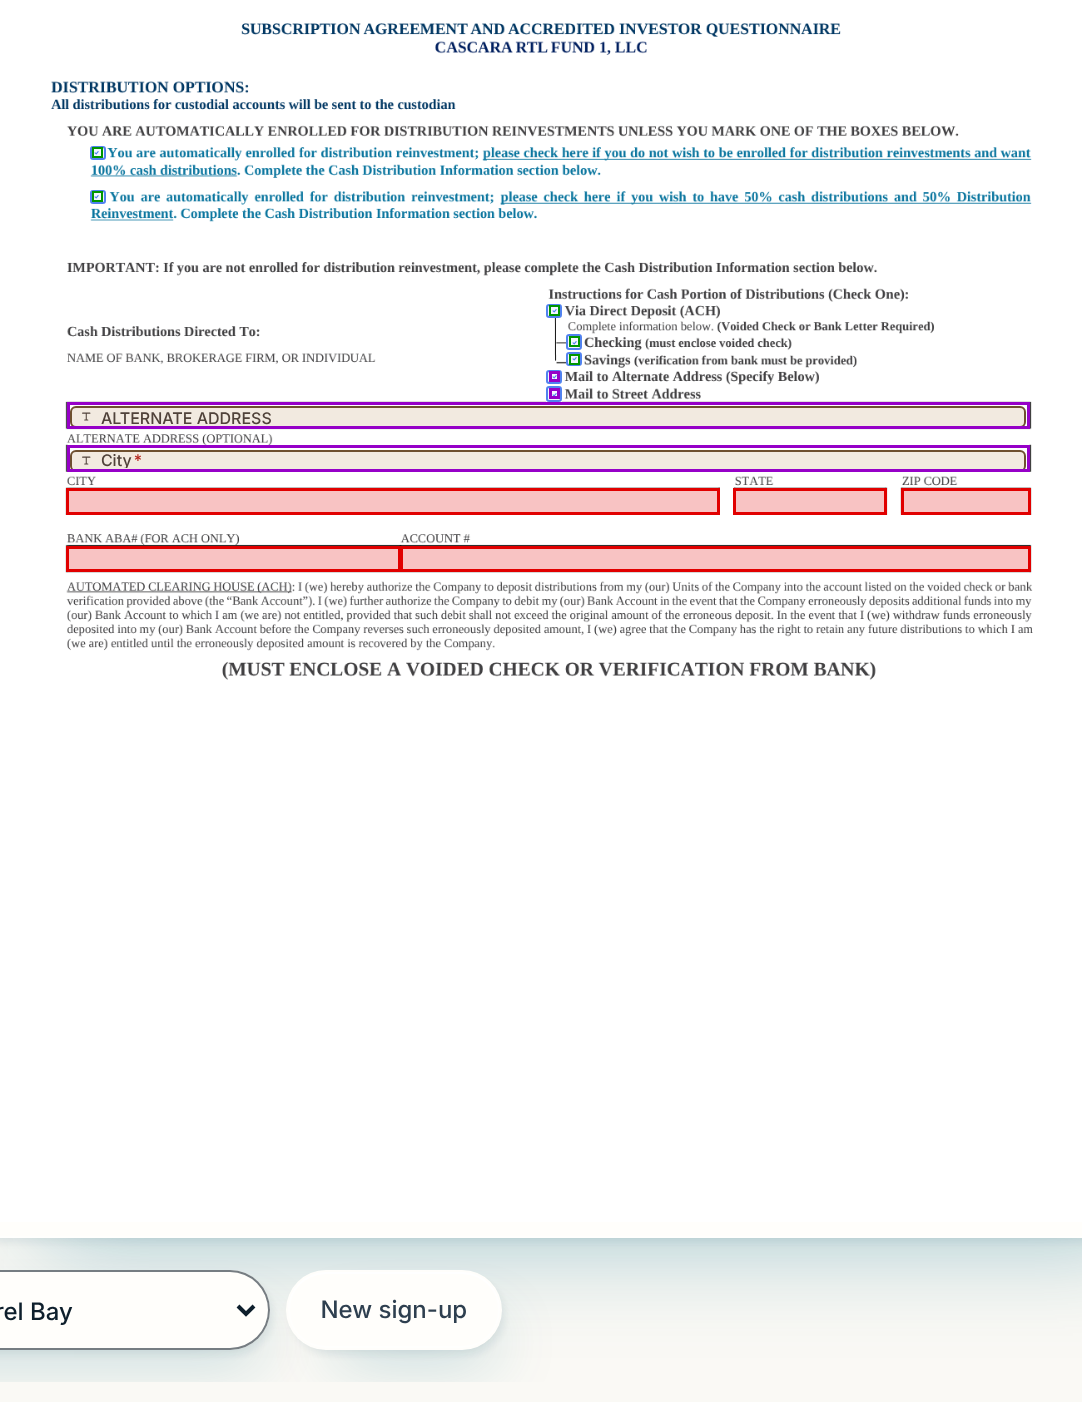 SUBSCRIPTION AGREEMENT AND ACCREDITED INVESTOR QUESTIONNAIRE
CASCARA RTL FUND 1, LLC
DISTRIBUTION OPTIONS:
All distributions for custodial accounts will be sent to the custodian
YOU ARE AUTOMATICALLY ENROLLED FOR DISTRIBUTION REINVESTMENTS UNLESS YOU MARK ONE OF THE BOXES BELOW.
You are automatically enrolled for distribution reinvestment; please check here if you do not wish to be enrolled for distribution reinvestments and want
100% cash distributions. Complete the Cash Distribution Information section below.
You are automatically enrolled for distribution reinvestment; please check here if you wish to have 50% cash distributions and 50% Distribution
Reinvestment. Complete the Cash Distribution Information section below.
IMPORTANT: If you are not enrolled for distribution reinvestment, please complete the Cash Distribution Information section below.
Instructions for Cash Portion of Distributions (Check One):
Via Direct Deposit (ACH)
Complete information below. (Voided Check or Bank Letter Required)
Cash Distributions Directed To:
Checking (must enclose voided check)
NAME OF BANK, BROKERAGE FIRM, OR INDIVIDUAL
Savings (verification from bank must be provided)
Mail to Alternate Address (Specify Below)
Mail to Street Address
T ALTERNATE ADDRESS
ALTERNATE ADDRESS (OPTIONAL)
T City*
CITY STATE ZIP CODE
BANK ABA# (FOR ACH ONLY) ACCOUNT #
AUTOMATED CLEARING HOUSE (ACH): I (we) hereby authorize the Company to deposit distributions from my (our) Units of the Company into the account listed on the voided check or bank
verification provided above (the “Bank Account”). I (we) further authorize the Company to debit my (our) Bank Account in the event that the Company erroneously deposits additional funds into my
(our) Bank Account to which I am (we are) not entitled, provided that such debit shall not exceed the original amount of the erroneous deposit. In the event that I (we) withdraw funds erroneously
deposited into my (our) Bank Account before the Company reverses such erroneously deposited amount, I (we) agree that the Company has the right to retain any future distributions to which I am
(we are) entitled until the erroneously deposited amount is recovered by the Company.
(MUST ENCLOSE A VOIDED CHECK OR VERIFICATION FROM BANK)
rel Bay
New sign-up